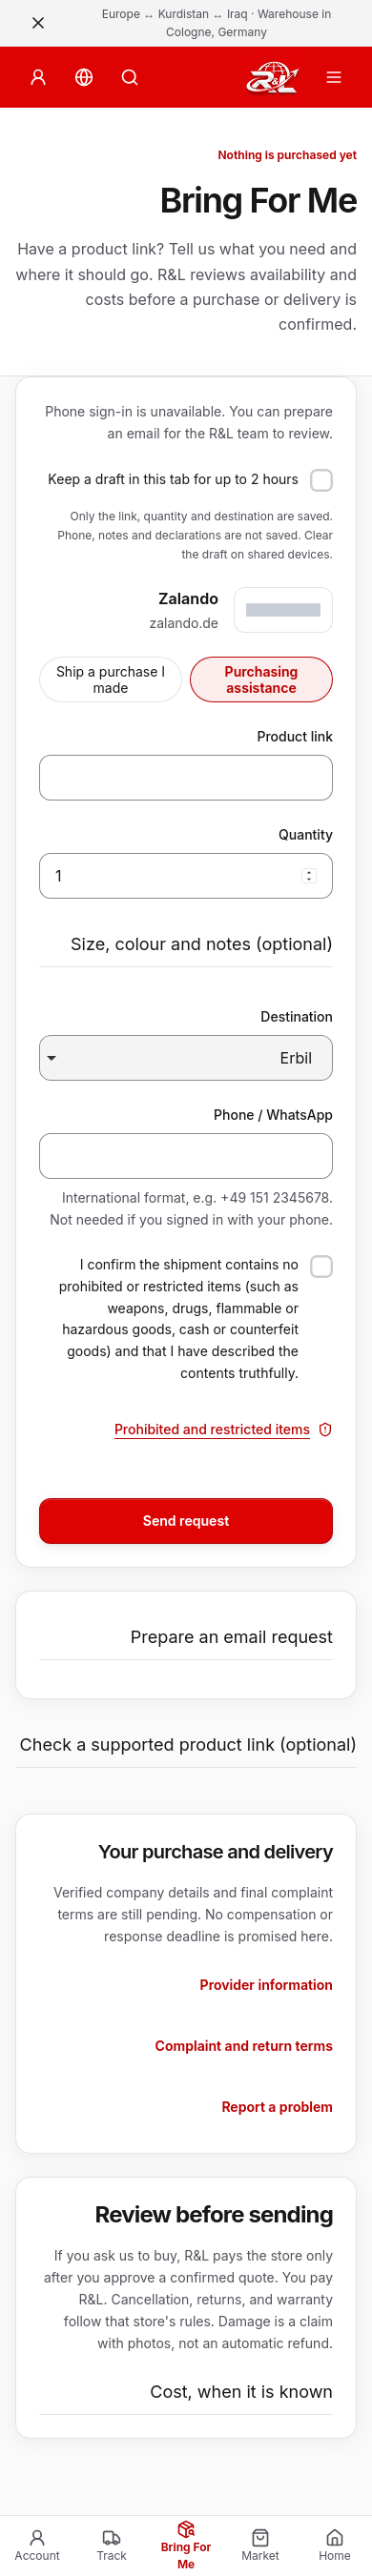 Europe ↔ Kurdistan ↔ Iraq · Warehouse in
Cologne, Germany
R&L
Nothing is purchased yet
Bring For Me
Have a product link? Tell us what you need and
where it should go. R&L reviews availability and
costs before a purchase or delivery is
confirmed.
Phone sign-in is unavailable. You can prepare
an email for the R&L team to review.
Keep a draft in this tab for up to 2 hours
Only the link, quantity and destination are saved.
Phone, notes and declarations are not saved. Clear
the draft on shared devices.
Zalando
zalando.de
Ship a purchase I
made
Purchasing
assistance
Product link
Quantity
1
Size, colour and notes (optional)
Destination
Erbil
Phone / WhatsApp
International format, e.g. +49 151 2345678.
Not needed if you signed in with your phone.
I confirm the shipment contains no
prohibited or restricted items (such as
weapons, drugs, flammable or
hazardous goods, cash or counterfeit
goods) and that I have described the
contents truthfully.
Prohibited and restricted items
Send request
Prepare an email request
Check a supported product link (optional)
Your purchase and delivery
Verified company details and final complaint
terms are still pending. No compensation or
response deadline is promised here.
Provider information
Complaint and return terms
Report a problem
Review before sending
If you ask us to buy, R&L pays the store only
after you approve a confirmed quote. You pay
R&L. Cancellation, returns, and warranty
follow that store's rules. Damage is a claim
with photos, not an automatic refund.
Cost, when it is known
Account
Track
Bring For
Me
Market
Home